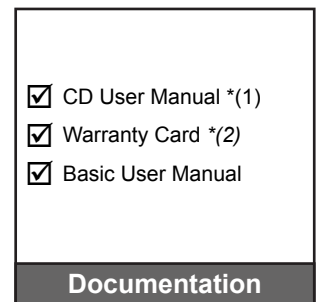 ☑ CD User Manual *(1)
☑ Warranty Card *(2)
☑ Basic User Manual
Documentation